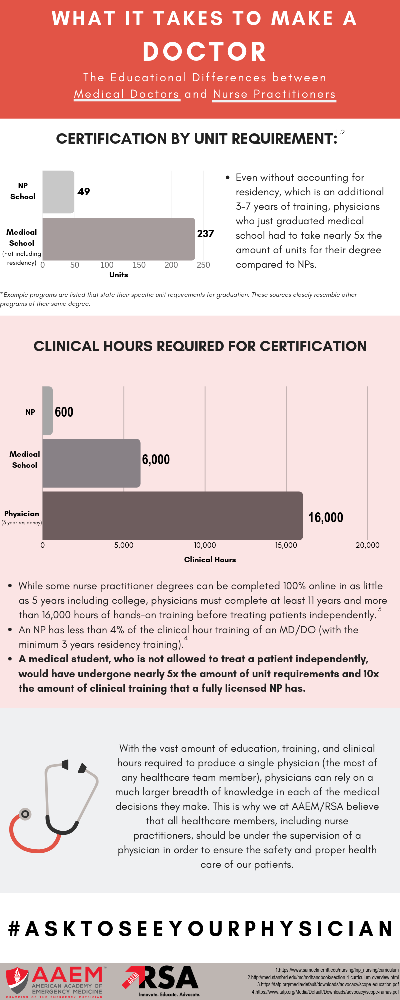 WHAT IT TAKES TO MAKE A
DOCTOR
The Educational Differences between
Medical Doctors and Nurse Practitioners
CERTIFICATION BY UNIT REQUIREMENT:1,2
NP
School
49
Medical
School
(not including
residency)
237
0 50 100 150 200 250
Units
• Even without accounting for
residency, which is an additional
3-7 years of training, physicians
who just graduated medical
school had to take nearly 5x the
amount of units for their degree
compared to NPs.
*Example programs are listed that state their specific unit requirements for graduation. These sources closely resemble other
programs of their same degree.
CLINICAL HOURS REQUIRED FOR CERTIFICATION
NP
600
Medical
School
6,000
Physician
(3 year residency)
16,000
0 5,000 10,000 15,000 20,000
Clinical Hours
• While some nurse practitioner degrees can be completed 100% online in as little
as 5 years including college, physicians must complete at least 11 years and more
than 16,000 hours of hands-on training before treating patients independently.3
• An NP has less than 4% of the clinical hour training of an MD/DO (with the
minimum 3 years residency training).4
• A medical student, who is not allowed to treat a patient independently,
would have undergone nearly 5x the amount of unit requirements and 10x
the amount of clinical training that a fully licensed NP has.
With the vast amount of education, training, and clinical
hours required to produce a single physician (the most of
any healthcare team member), physicians can rely on a
much larger breadth of knowledge in each of the medical
decisions they make. This is why we at AAEM/RSA believe
that all healthcare members, including nurse
practitioners, should be under the supervision of a
physician in order to ensure the safety and proper health
care of our patients.
#ASKTOSEEYOURPHYSICIAN
AAEM™
AMERICAN ACADEMY OF
EMERGENCY MEDICINE
CHAMPION OF THE EMERGENCY PHYSICIAN
AAEM
RSA
Innovate. Educate. Advocate.
1.https://www.samuelmerritt.edu/nursing/fnp_nursing/curriculum
2.http://med.stanford.edu/md/mdhandbook/section-4-curriculum-overview.html
3.https://tafp.org/media/default/downloads/advocacy/scope-education.pdf
4.https://www.tafp.org/Media/Default/Downloads/advocacy/scope-ramas.pdf